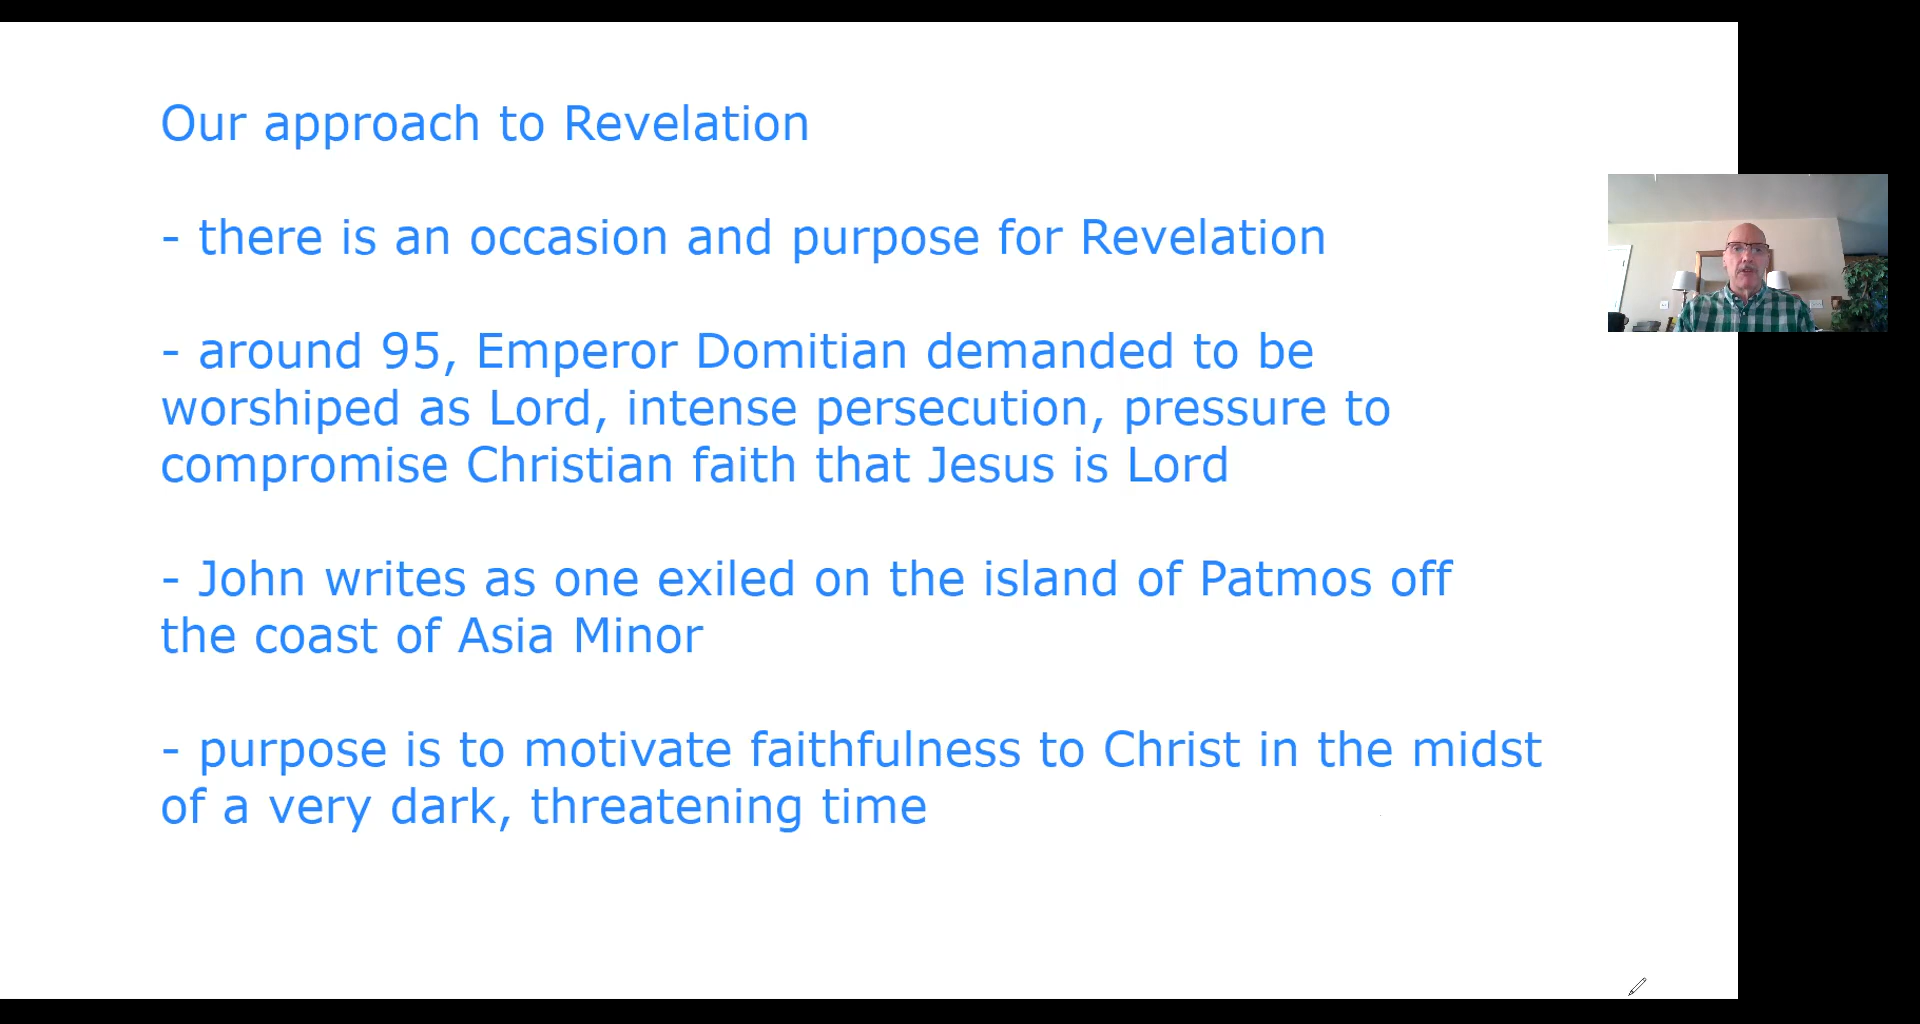 Our approach to Revelation
- there is an occasion and purpose for Revelation
- around 95, Emperor Domitian demanded to be
worshiped as Lord, intense persecution, pressure to
compromise Christian faith that Jesus is Lord
- John writes as one exiled on the island of Patmos off
the coast of Asia Minor
- purpose is to motivate faithfulness to Christ in the midst
of a very dark, threatening time